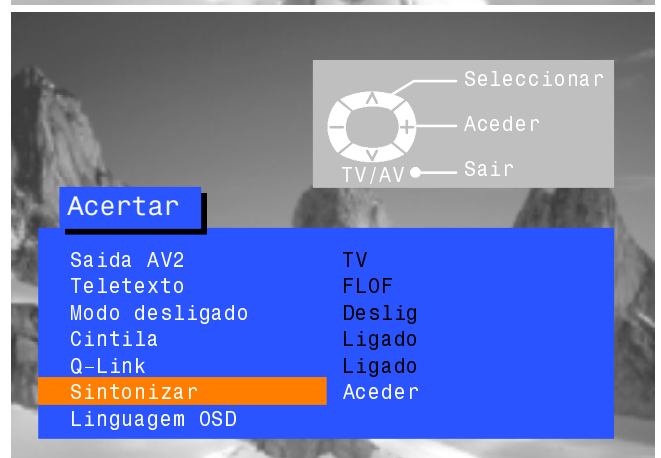 Seleccionar
Aceder
TV/AV Sair
Acertar
Saida AV2 TV
Teletexto FLOF
Modo desligado Deslig
Cintila Ligado
Q-Link Ligado
Sintonizar Aceder
Linguagem OSD